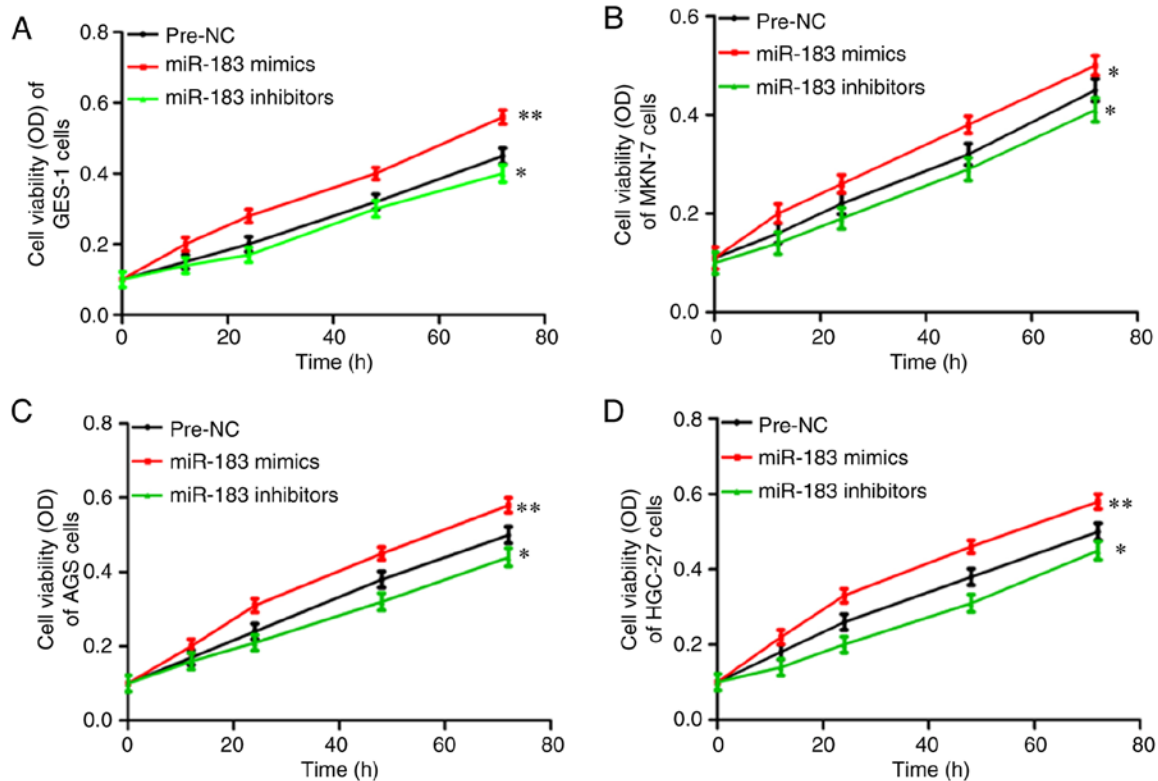 A
Cell viability (OD) of
GES-1 cells
0.8
0.6
0.4
0.2
0.0
Pre-NC
miR-183 mimics
miR-183 inhibitors
**
*
0 20 40 60 80
Time (h)
B
Cell viability (OD)
of MKN-7 cells
0.6
0.4
0.2
0.0
Pre-NC
miR-183 mimics
miR-183 inhibitors
*
*
0 20 40 60 80
Time (h)
C
Cell viability (OD)
of AGS cells
0.8
0.6
0.4
0.2
0.0
Pre-NC
miR-183 mimics
miR-183 inhibitors
**
*
0 20 40 60 80
Time (h)
D
Cell viability (OD)
of HGC-27 cells
0.8
0.6
0.4
0.2
0.0
Pre-NC
miR-183 mimics
miR-183 inhibitors
**
*
0 20 40 60 80
Time (h)